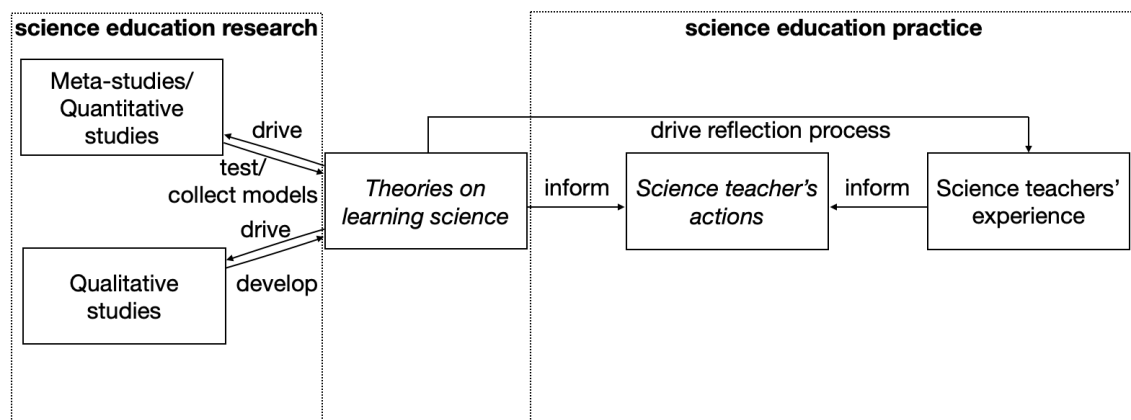 science education research
science education practice
Meta-studies/
Quantitative
studies
drive
test/
collect models
drive reflection process
Theories on
learning science
inform
Science teacher's
actions
inform
Science teachers'
experience
drive
develop
Qualitative
studies